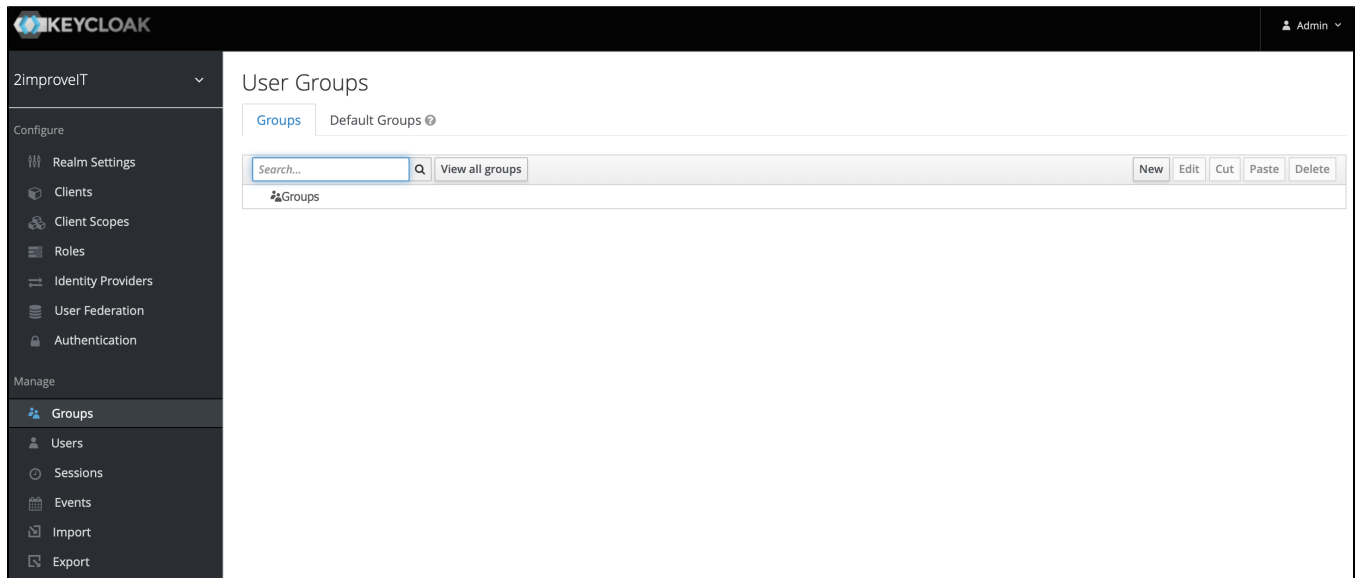 KEYCLOAK
Admin
2improveIT
Configure
Realm Settings
Clients
Client Scopes
Roles
Identity Providers
User Federation
Authentication
Manage
Groups
Users
Sessions
Events
Import
Export
User Groups
Groups Default Groups
Search... View all groups New Edit Cut Paste Delete
Groups